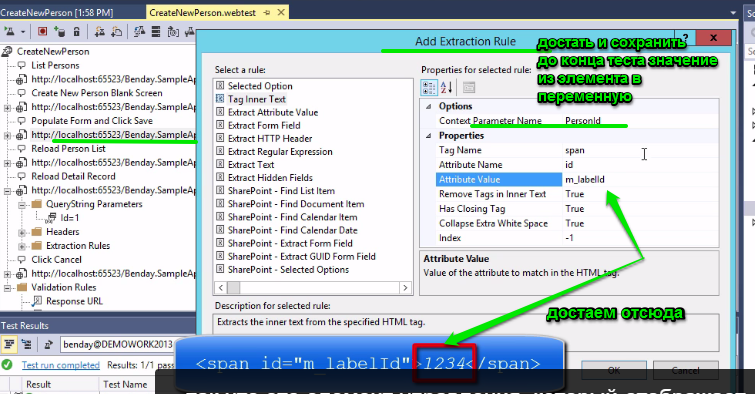 CreateNewPerson [1:58 PM]
CreateNewPerson.webtest
CreateNewPerson
List Persons
http://localhost:65523/Benday.SampleAp
Create New Person Blank Screen
http://localhost:65523/Benday.SampleAp
Populate Form and Click Save
http://localhost:65523/Benday.SampleAp
Reload Person List
http://localhost:65523/Benday.SampleAp
Reload Detail Record
http://localhost:65523/Benday.SampleAp
QueryString Parameters
Id=1
Headers
Extraction Rules
Click Cancel
http://localhost:65523/Benday.SampleAp
Validation Rules
Response URL
Test Results
benday@DEMOWORK2013
Test run completed Results: 1/1 pass
Result Test Name
Add Extraction Rule
?
достать и сохранить
до конца теста значение
из элемента в
переменную
Select a rule:
Selected Option
Tag Inner Text
Extract Attribute Value
Extract Form Field
Extract HTTP Header
Extract Regular Expression
Extract Text
Extract Hidden Fields
SharePoint - Find List Item
SharePoint - Find Document Item
SharePoint - Find Calendar Item
SharePoint - Find Calendar Date
SharePoint - Extract Form Field
SharePoint - Extract GUID Form Field
SharePoint - Selected Options
Properties for selected rule:
Options
Context Parameter Name PersonId
Properties
Tag Name span
Attribute Name id
Attribute Value m_labelId
Remove Tags in Inner Text True
Has Closing Tag True
Collapse Extra White Space True
Index -1
Attribute Value
Value of the attribute to match in the HTML tag.
достаем отсюда
Description for selected rule:
Extracts the inner text from the specified HTML tag.
<span id="m_labelId">1234</span>
OK Cancel